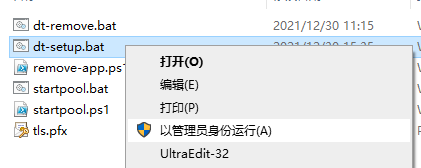 dt-remove.bat 2021/12/30 11:15
dt-setup.bat
打开(O)
编辑(E)
remove-app.ps1
打印(P)
startpool.bat
startpool.ps1
以管理员身份运行(A)
tls.pfx
UltraEdit-32